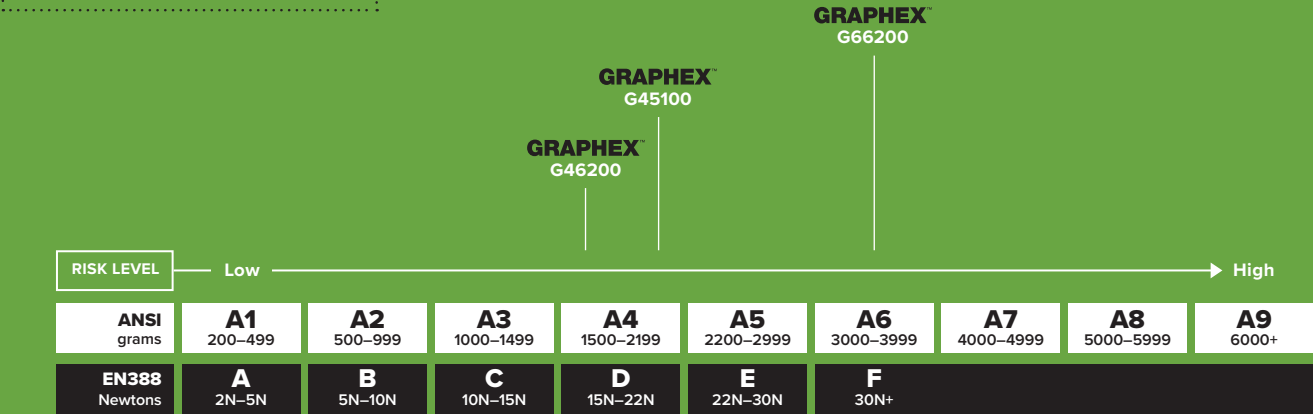 GRAPHEX™
G66200
GRAPHEX™
G45100
GRAPHEX™
G46200
RISK LEVEL Low High
ANSI A1 A2 A3 A4 A5 A6 A7 A8 A9
grams 200–499 500–999 1000–1499 1500–2199 2200–2999 3000–3999 4000–4999 5000–5999 6000+
EN388 A B C D E F
Newtons 2N–5N 5N–10N 10N–15N 15N–22N 22N–30N 30N+